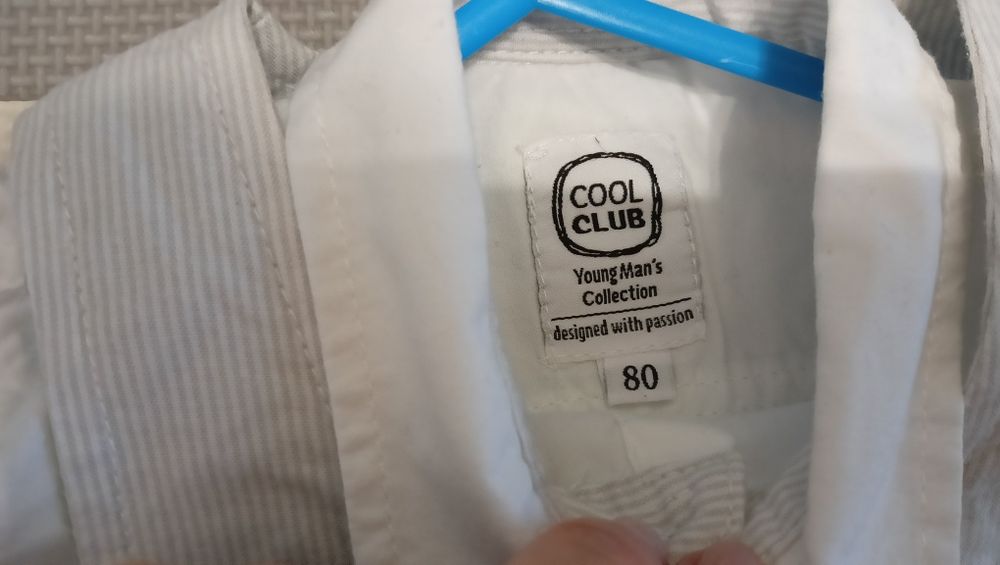 COOL
CLUB
Young Man's
Collection
designed with passion
80